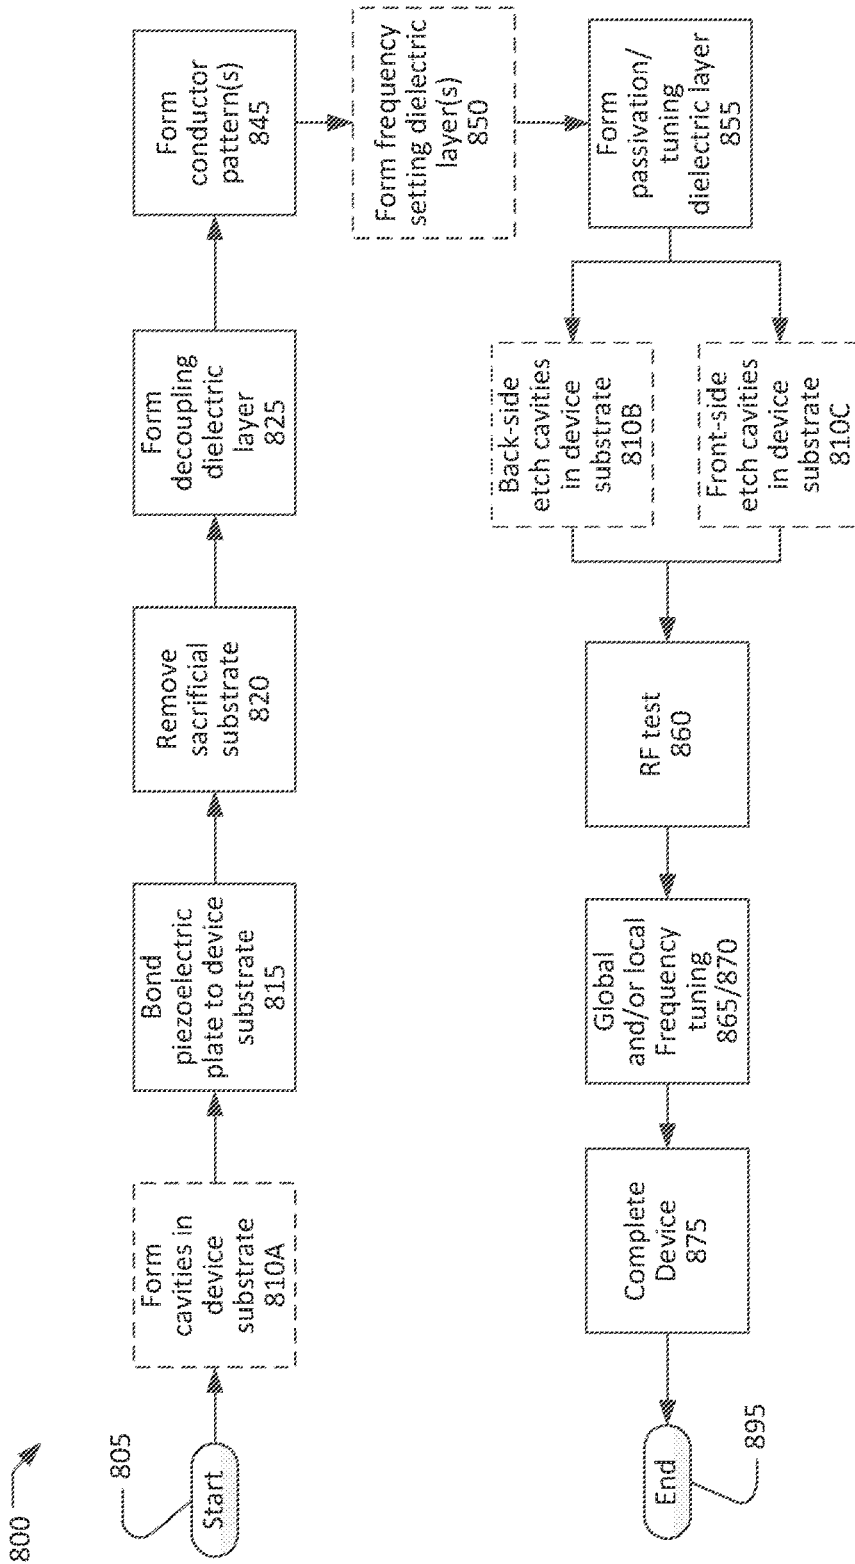 800
805
Start
Form
cavities in
device
substrate
810A
Bond
piezoelectric
plate to device
substrate
815
Remove
sacrificial
substrate
820
Form
decoupling
dielectric
layer
825
Form
conductor
pattern(s)
845
Form frequency
setting dielectric
layer(s)
850
Form
passivation/
tuning
dielectric layer
855
Back-side
etch cavities
in device
substrate
810B
Front-side
etch cavities
in device
substrate
810C
RF test
860
Global
and/or local
Frequency
tuning
865/870
Complete
Device
875
End
895